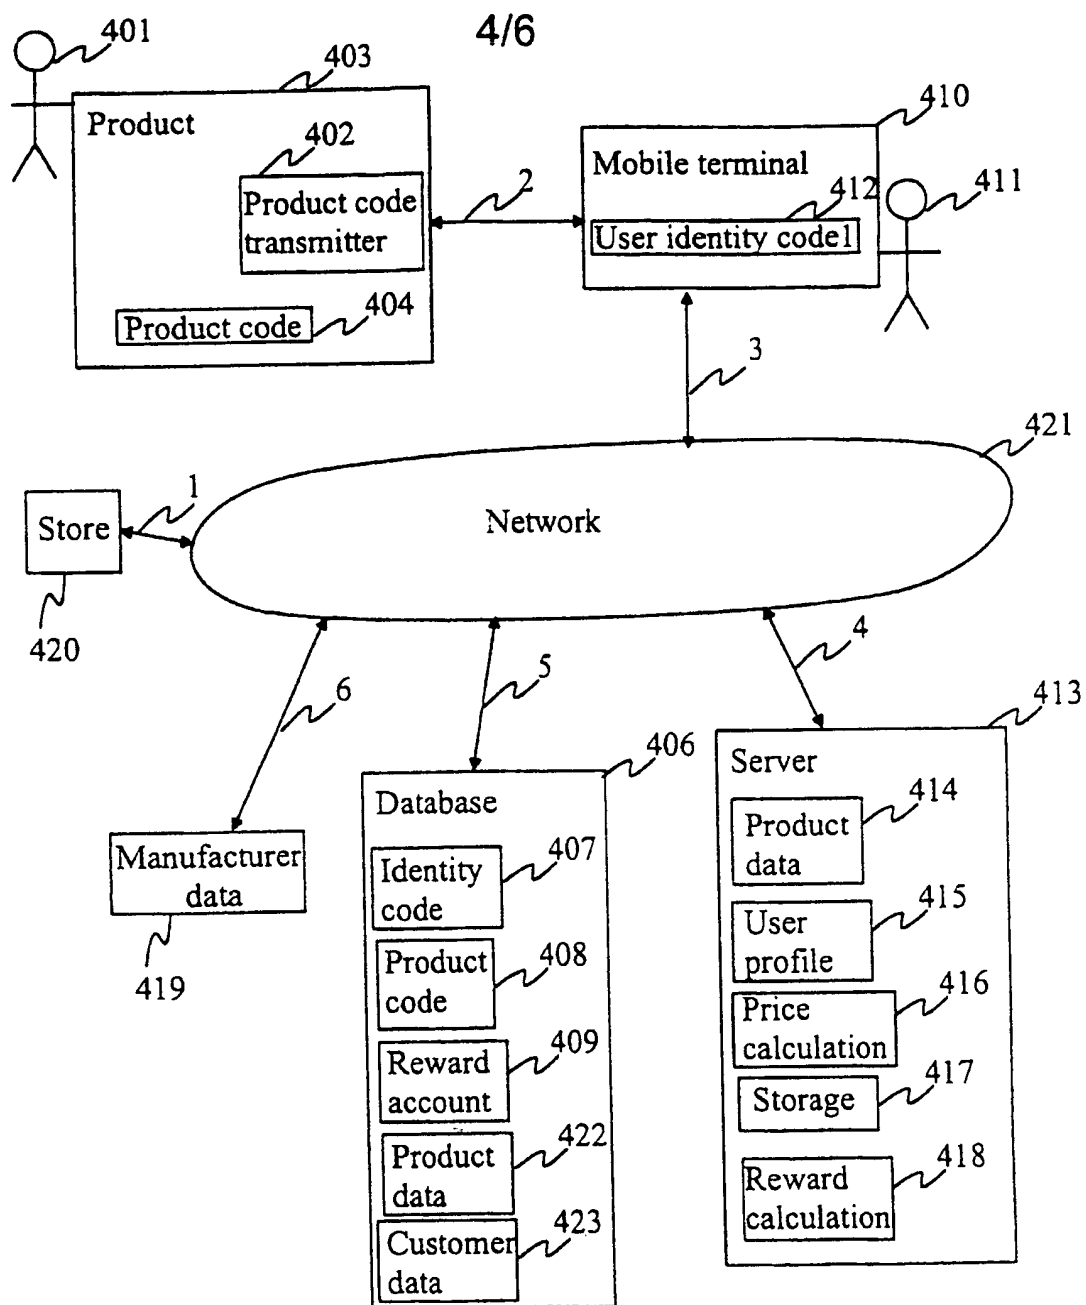 4/6
401
403
Product
402
Product code
transmitter
Product code
404
2
410
Mobile terminal
412
User identity code1
411
3
421
Network
1
Store
420
6
5
4
Manufacturer
data
419
406
Database
407
Identity
code
408
Product
code
409
Reward
account
422
Product
data
423
Customer
data
413
Server
414
Product
data
415
User
profile
416
Price
calculation
417
Storage
418
Reward
calculation